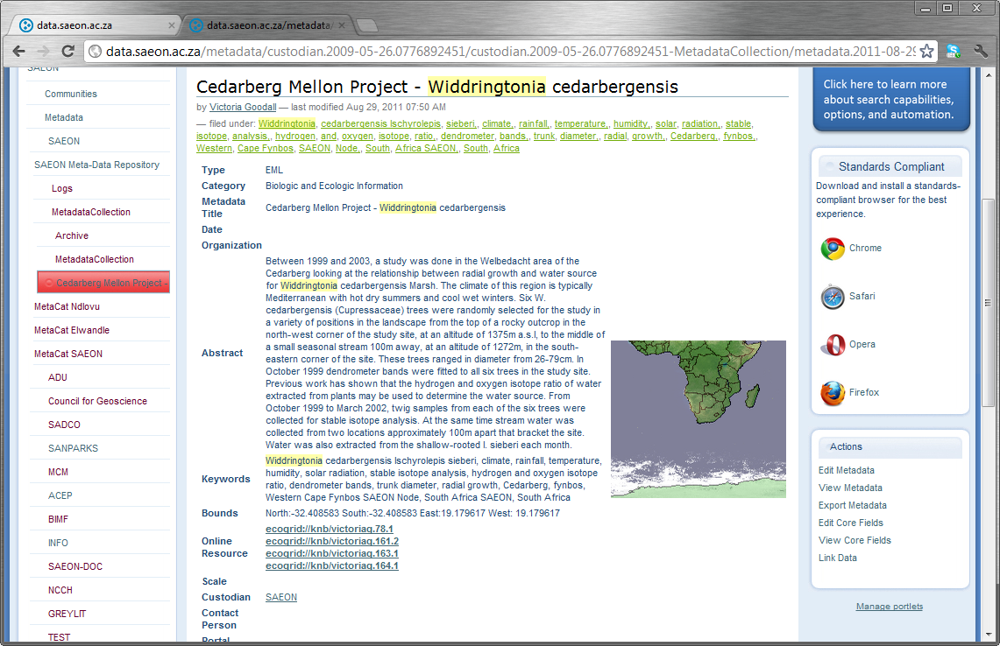 data.saeon.ac.za
data.saeon.ac.za/metadata/
data.saeon.ac.za/metadata/custodian.2009-05-26.0776892451/custodian.2009-05-26.0776892451-MetadataCollection/metadata.2011-08-29
SAEON
Communities
Metadata
SAEON
SAEON Meta-Data Repository
Logs
MetadataCollection
Archive
MetadataCollection
Cedarberg Mellon Project -
MetaCat Ndlovu
MetaCat Elwandle
MetaCat SAEON
ADU
Council for Geoscience
SADCO
SANPARKS
MCM
ACEP
BIMF
INFO
SAEON-DOC
NCCH
GREYLIT
TEST
Cedarberg Mellon Project - Widdringtonia cedarbergensis
by Victoria Goodall — last modified Aug 29, 2011 07:50 AM
— filed under: Widdringtonia, cedarbergensis Ischyrolepis, sieberi,, climate,, rainfall,, temperature,, humidity,, solar, radiation,, stable,
isotope, analysis,, hydrogen, and, oxygen, isotope, ratio,, dendrometer, bands,, trunk, diameter,, radial, growth,, Cedarberg,, fynbos,,
Western, Cape Fynbos, SAEON, Node,, South, Africa SAEON,, South, Africa
Type EML
Category Biologic and Ecologic Information
Metadata
Title Cedarberg Mellon Project - Widdringtonia cedarbergensis
Date
Organization
Abstract
Between 1999 and 2003, a study was done in the Welbedacht area of the
Cedarberg looking at the relationship between radial growth and water source
for Widdringtonia cedarbergensis Marsh. The climate of this region is typically
Mediterranean with hot dry summers and cool wet winters. Six W.
cedarbergensis (Cupressaceae) trees were randomly selected for the study in
a variety of positions in the landscape from the top of a rocky outcrop in the
north-west corner of the study site, at an altitude of 1375m a.s.l, to the middle of
a small seasonal stream 100m away, at an altitude of 1272m, in the south-
eastern corner of the site. These trees ranged in diameter from 26-79cm. In
October 1999 dendrometer bands were fitted to all six trees in the study site.
Previous work has shown that the hydrogen and oxygen isotope ratio of water
extracted from plants may be used to determine the water source. From
October 1999 to March 2002, twig samples from each of the six trees were
collected for stable isotope analysis. At the same time stream water was
collected from two locations approximately 100m apart that bracket the site.
Water was also extracted from the shallow-rooted I. sieberi each month.
Keywords
Widdringtonia cedarbergensis Ischyrolepis sieberi, climate, rainfall, temperature,
humidity, solar radiation, stable isotope analysis, hydrogen and oxygen isotope
ratio, dendrometer bands, trunk diameter, radial growth, Cedarberg, fynbos,
Western Cape Fynbos SAEON Node, South Africa SAEON, South Africa
Bounds North:-32.408583 South:-32.408583 East:19.179617 West: 19.179617
Online
Resource
ecogrid://knb/victoriag.78.1
ecogrid://knb/victoriag.161.2
ecogrid://knb/victoriag.163.1
ecogrid://knb/victoriag.164.1
Scale
Custodian SAEON
Contact
Person
Portal
Click here to learn more
about search capabilities,
options, and automation.
Standards Compliant
Download and install a standards-
compliant browser for the best
experience.
Chrome
Safari
Opera
Firefox
Actions
Edit Metadata
View Metadata
Export Metadata
Edit Core Fields
View Core Fields
Link Data
Manage portlets